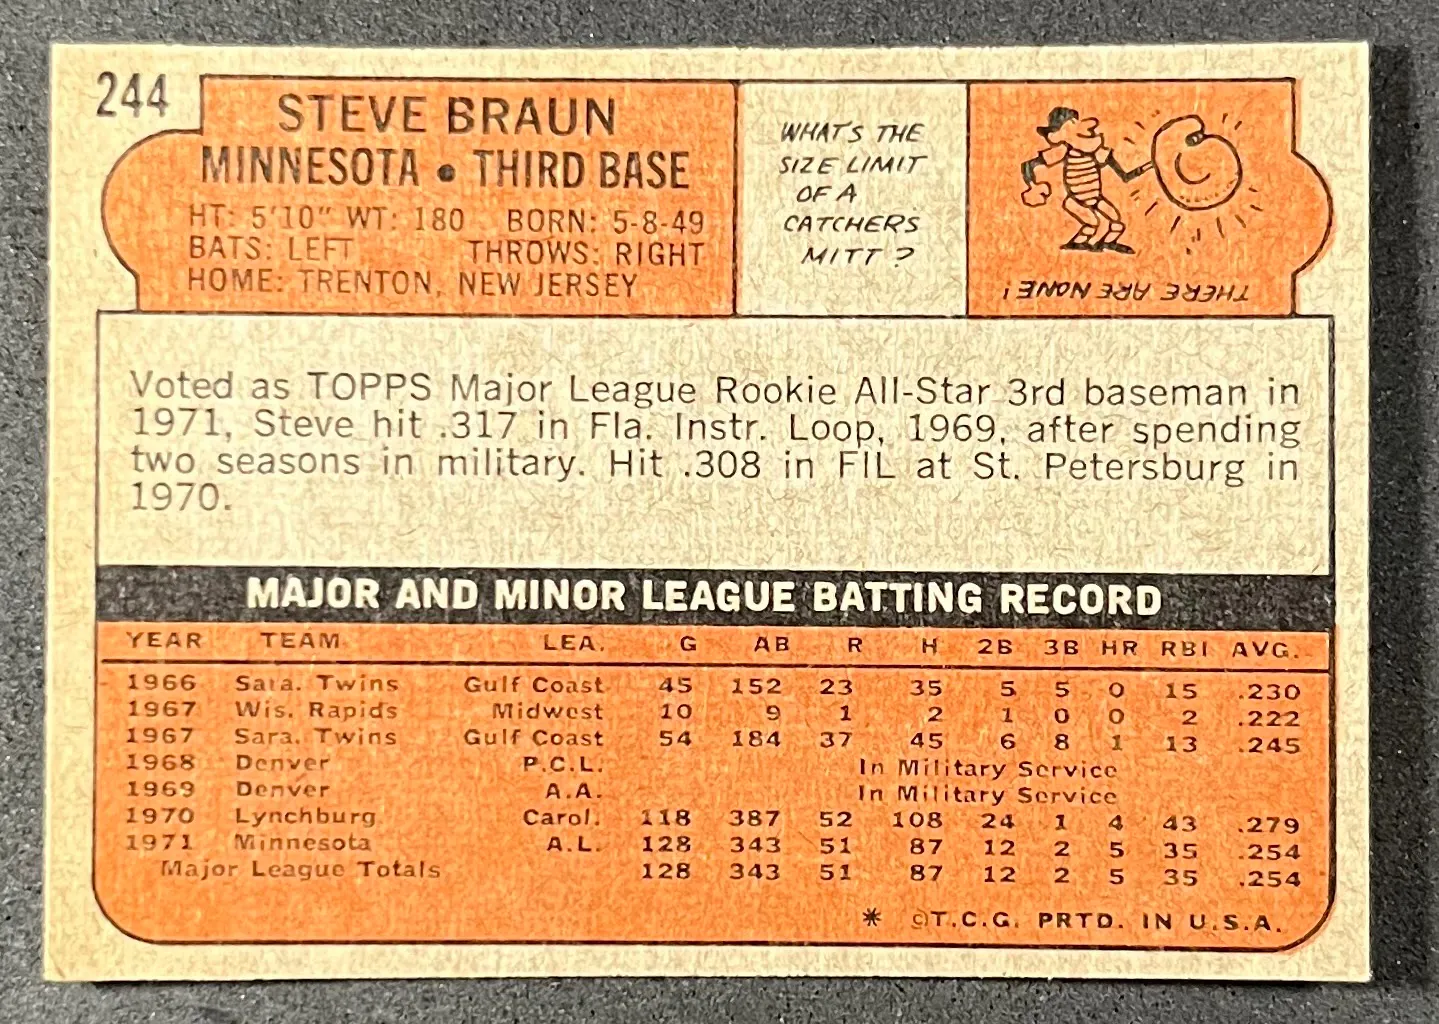 244
STEVE BRAUN
MINNESOTA • THIRD BASE
HT: 5'10" WT: 180 BORN: 5-8-49
BATS: LEFT THROWS: RIGHT
HOME: TRENTON, NEW JERSEY
WHAT'S THE
SIZE LIMIT
OF A
CATCHERS
MITT ?
THERE ARE NONE!
Voted as TOPPS Major League Rookie All-Star 3rd baseman in
1971, Steve hit .317 in Fla. Instr. Loop, 1969, after spending
two seasons in military. Hit .308 in FIL at St. Petersburg in
1970.
MAJOR AND MINOR LEAGUE BATTING RECORD
YEAR TEAM LEA. G AB R H 2B 3B HR RBI AVG.
1966 Sara. Twins Gulf Coast 45 152 23 35 5 5 0 15 .230
1967 Wis. Rapids Midwest 10 9 1 2 1 0 0 2 .222
1967 Sara. Twins Gulf Coast 54 184 37 45 6 8 1 13 .245
1968 Denver P.C.L. In Military Service
1969 Denver A.A. In Military Service
1970 Lynchburg Carol. 118 387 52 108 24 1 4 43 .279
1971 Minnesota A.L. 128 343 51 87 12 2 5 35 .254
Major League Totals 128 343 51 87 12 2 5 35 .254
* ©T.C.G. PRTD. IN U.S.A.